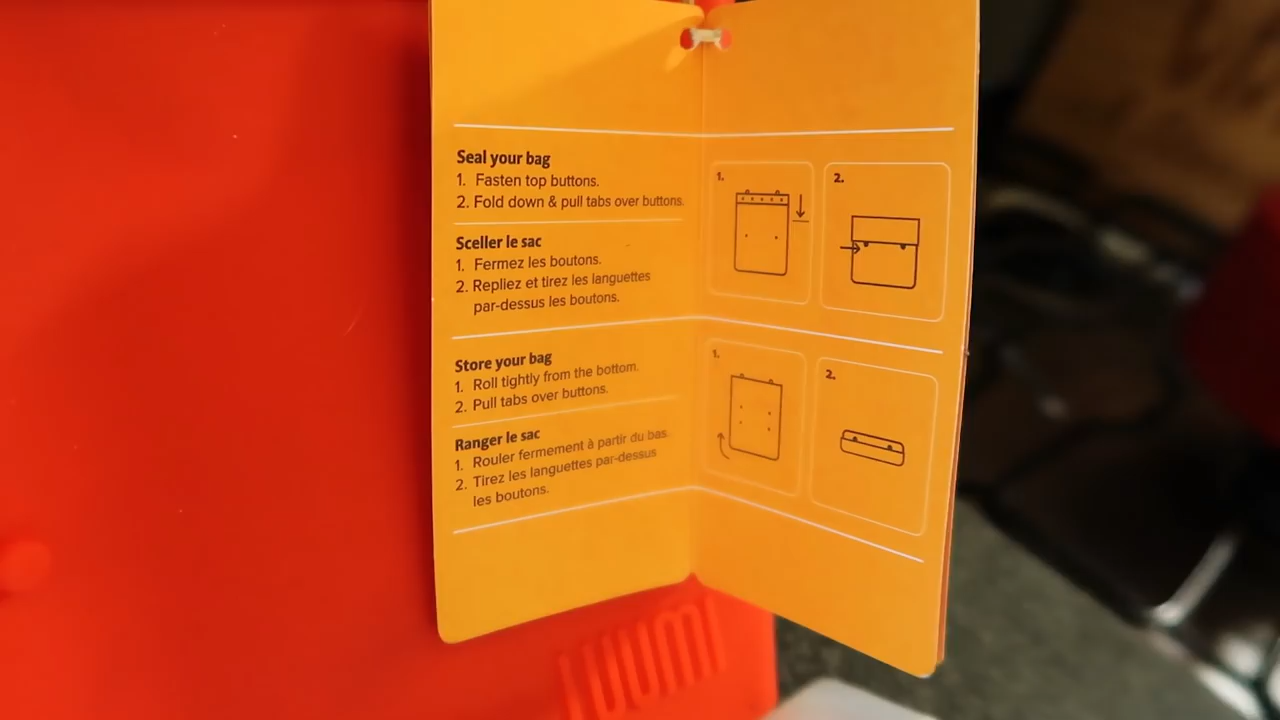 Seal your bag
1. Fasten top buttons.
2. Fold down & pull tabs over buttons.
Sceller le sac
1. Fermez les boutons.
2. Repliez et tirez les languettes
par-dessus les boutons.
1.
2.
Store your bag
1. Roll tightly from the bottom.
2. Pull tabs over buttons.
Ranger le sac
1. Rouler fermement à partir du bas.
2. Tirez les languettes par-dessus
les boutons.
1.
2.